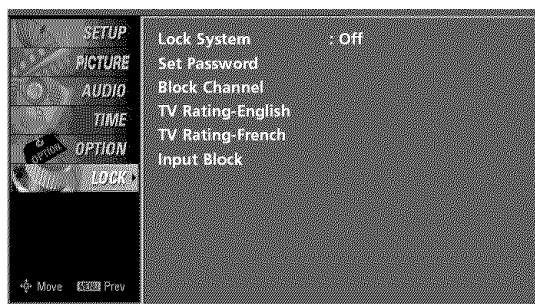 SETUP
PICTURE
AUDIO
TIME
OPTION
OPTION
LOCK
Lock System : Off
Set Password
Block Channel
TV Rating-English
TV Rating-French
Input Block
Move MENU Prev